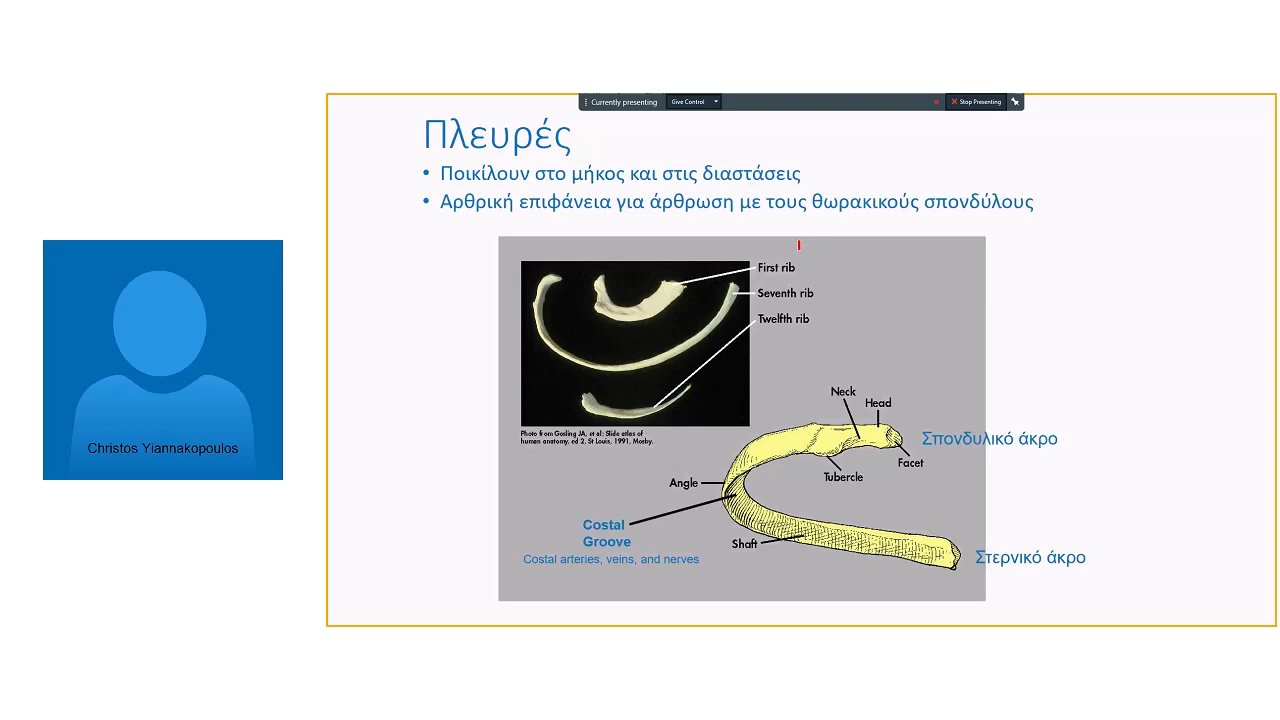 Currently presenting
Give Control
Stop Presenting
Πλευρές
• Ποικίλουν στο μήκος και στις διαστάσεις
• Αρθρική επιφάνεια για άρθρωση με τους θωρακικούς σπονδύλους
First rib
Seventh rib
Twelfth rib
Photo from Gosling JA, et al: Slide atlas of
human anatomy, ed 2, St Louis, 1991, Mosby.
Neck
Head
Σπονδυλικό άκρο
Facet
Tubercle
Angle
Costal
Groove
Costal arteries, veins, and nerves
Shaft
Στερνικό άκρο
Christos Yiannakopoulos